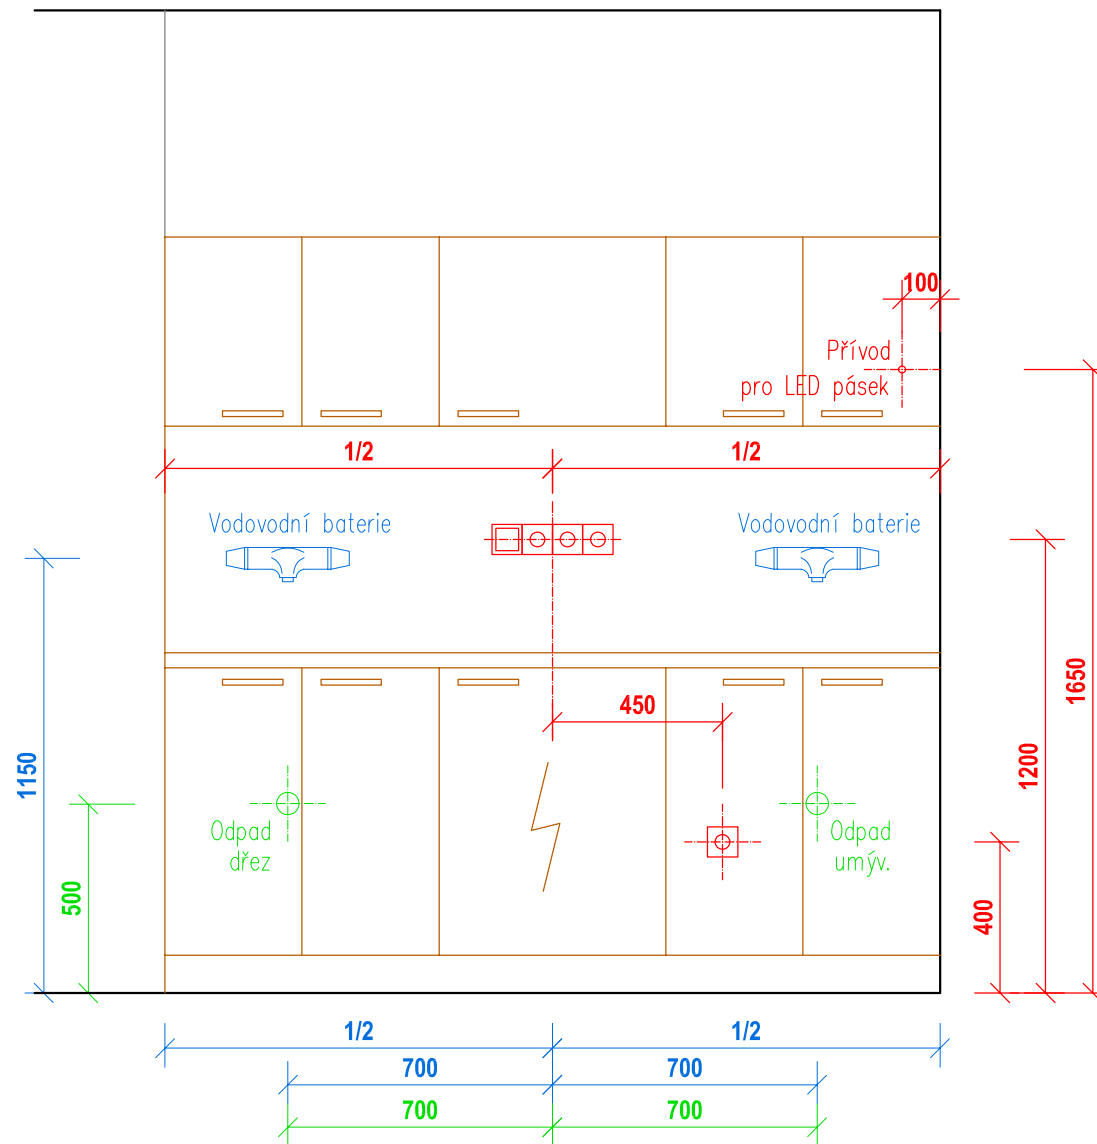 100
Přívod
pro LED pásek
1/2
1/2
Vodovodní baterie
Vodovodní baterie
450
1650
1200
1150
Odpad
dřez
Odpad
umýv.
500
400
1/2
1/2
700
700
700
700